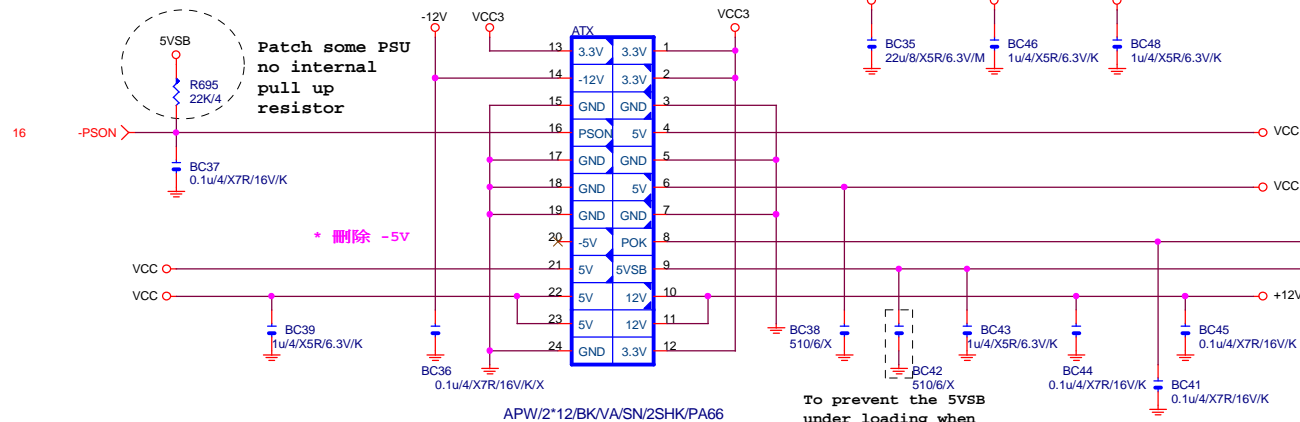 -12V
VCC3
VCC3
ATX
5VSB
R695
22K/4
Patch some PSU
no internal
pull up
resistor
BC35
22u/8/X5R/6.3V/M
BC46
1u/4/X5R/6.3V/K
BC48
1u/4/X5R/6.3V/K
13 3.3V 3.3V 1
14 -12V 3.3V 2
15 GND GND 3
16 -PSON 16 PSON 5V 4 VCC
BC37
0.1u/4/X7R/16V/K
17 GND GND 5
18 GND 5V 6 VCC
19 GND GND 7
* 刪除 -5V
20 -5V POK 8
VCC 21 5V 5VSB 9
VCC 22 5V 12V 10 +12V
23 5V 12V 11
24 GND 3.3V 12
BC39
1u/4/X5R/6.3V/K
BC36
0.1u/4/X7R/16V/K/X
BC38
510/6/X
BC42
510/6/X
BC43
1u/4/X5R/6.3V/K
BC44
0.1u/4/X7R/16V/K
BC45
0.1u/4/X7R/16V/K
BC41
0.1u/4/X7R/16V/K
APW/2*12/BK/VA/SN/2SHK/PA66
To prevent the 5VSB
under loading when